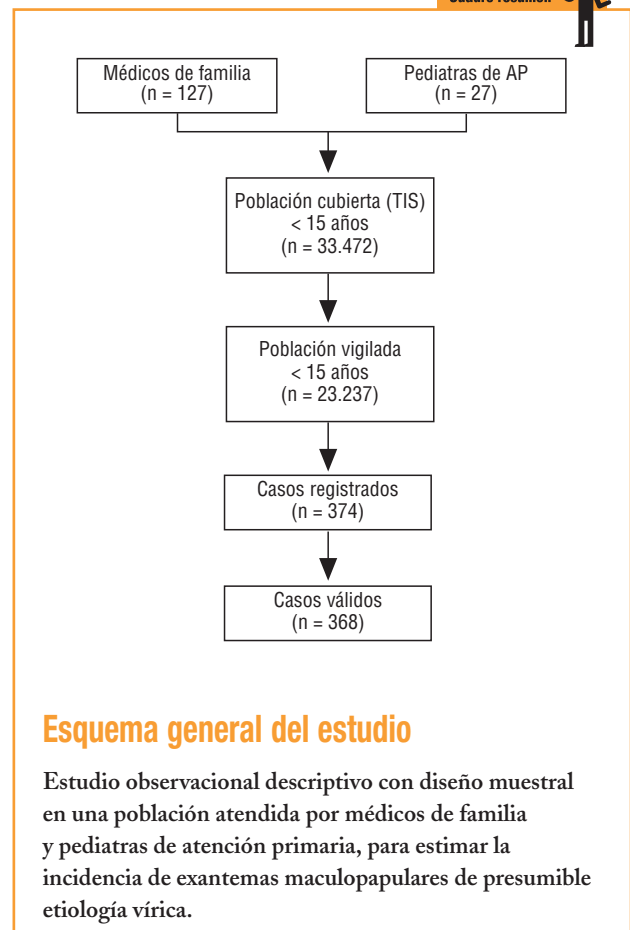 Cuadro resumen
Médicos de familia
(n = 127)
Pediatras de AP
(n = 27)
Población cubierta (TIS)
< 15 años
(n = 33.472)
Población vigilada
< 15 años
(n = 23.237)
Casos registrados
(n = 374)
Casos válidos
(n = 368)
Esquema general del estudio
Estudio observacional descriptivo con diseño muestral
en una población atendida por médicos de familia
y pediatras de atención primaria, para estimar la
incidencia de exantemas maculopapulares de presumible
etiología vírica.